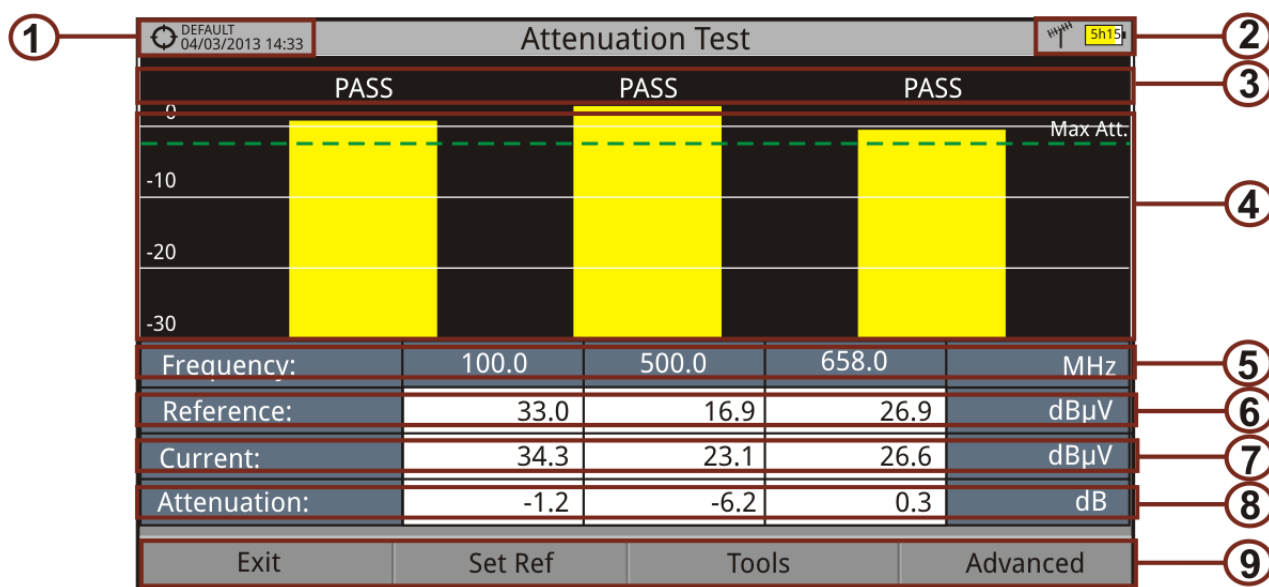 1
DEFAULT
04/03/2013 14:33
Attenuation Test
5h15
2
PASS PASS PASS
3
0
Max Att.
-10
4
-20
-30
Frequency: 100.0 500.0 658.0 MHz
5
Reference: 33.0 16.9 26.9 dBµV
6
Current: 34.3 23.1 26.6 dBµV
7
Attenuation: -1.2 -6.2 0.3 dB
8
Exit Set Ref Tools Advanced
9